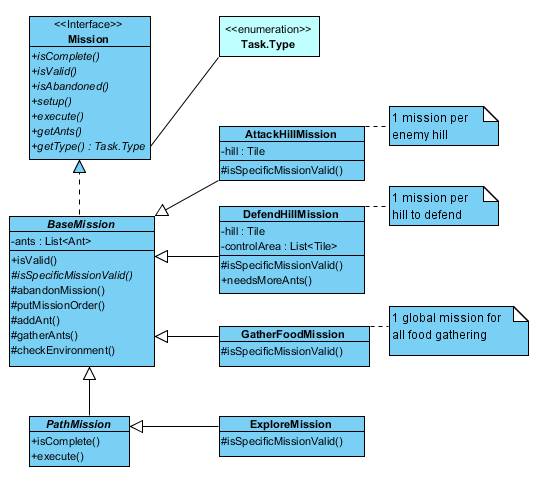 <<Interface>>
Mission
+isComplete()
+isValid()
+isAbandoned()
+setup()
+execute()
+getAnts()
+getType() : Task.Type
<<enumeration>>
Task.Type
AttackHillMission
-hill : Tile
#isSpecificMissionValid()
1 mission per
enemy hill
BaseMission
-ants : List<Ant>
+isValid()
#isSpecificMissionValid()
#abandonMission()
#putMissionOrder()
#addAnt()
#gatherAnts()
#checkEnvironment()
DefendHillMission
-hill : Tile
-controlArea : List<Tile>
#isSpecificMissionValid()
+needsMoreAnts()
1 mission per
hill to defend
GatherFoodMission
#isSpecificMissionValid()
1 global mission for
all food gathering
PathMission
+isComplete()
+execute()
ExploreMission
#isSpecificMissionValid()